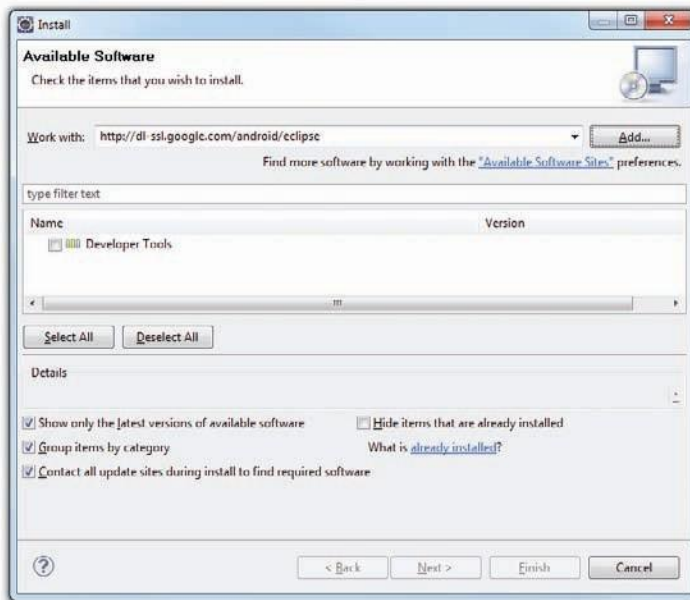 Install
Available Software
Check the items that you wish to install.
Work with: http://dl-ssl.google.com/android/eclipse Add...
Find more software by working with the "Available Software Sites" preferences.
type filter text
Name Version
Developer Tools
Select All Deselect All
Details
Show only the latest versions of available software Hide items that are already installed
Group items by category What is already installed?
Contact all update sites during install to find required software
< Back Next > Finish Cancel